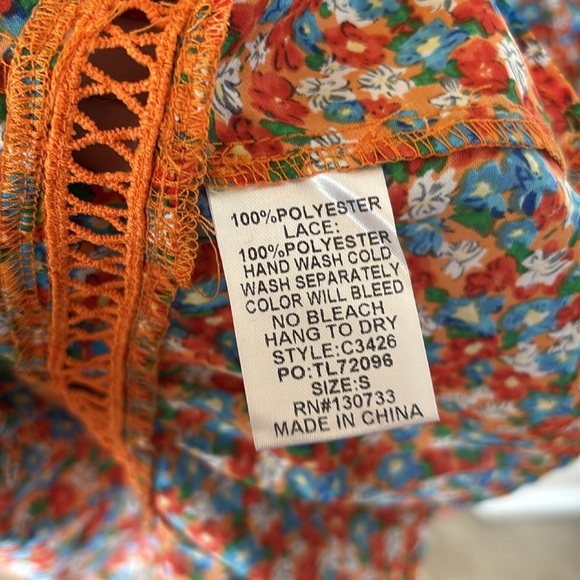 100%POLYESTER
LACE:
100%POLYESTER
HAND WASH COLD
WASH SEPARATELY
COLOR WILL BLEED
NO BLEACH
HANG TO DRY
STYLE:C3426
PO:TL72096
SIZE:S
RN#130733
MADE IN CHINA